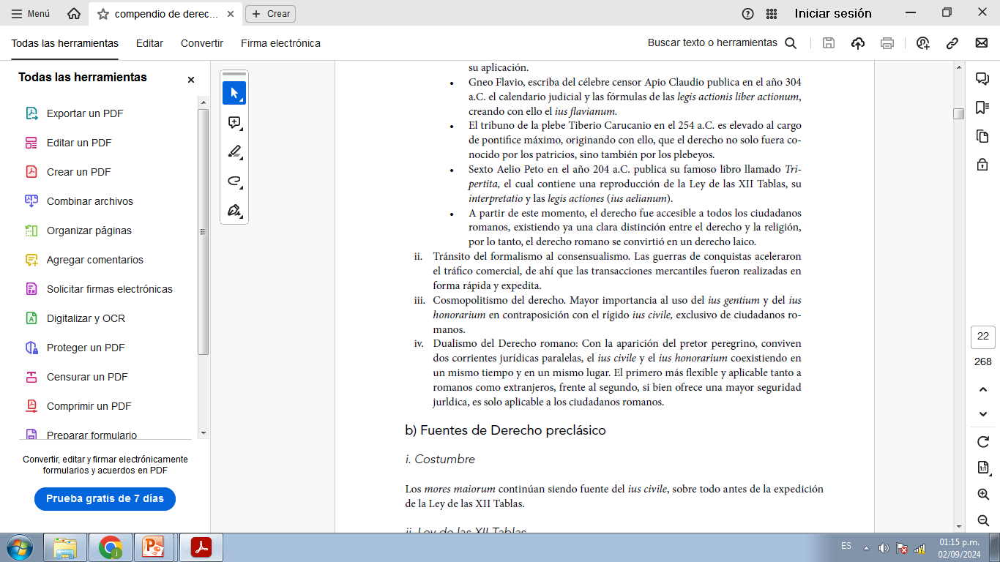 Menú
compendio de derec...
Crear
Iniciar sesión
Todas las herramientas
Editar
Convertir
Firma electrónica
Buscar texto o herramientas
Todas las herramientas
Exportar un PDF
Editar un PDF
Crear un PDF
Combinar archivos
Organizar páginas
Agregar comentarios
Solicitar firmas electrónicas
Digitalizar y OCR
Proteger un PDF
Censurar un PDF
Comprimir un PDF
Preparar formulario
Convertir, editar y firmar electrónicamente
formularios y acuerdos en PDF
Prueba gratis de 7 días
su aplicación.
• Gneo Flavio, escriba del célebre censor Apio Claudio publica en el año 304
a.C. el calendario judicial y las fórmulas de las legis actionis liber actionum,
creando con ello el ius flavianum.
• El tribuno de la plebe Tiberio Carucanio en el 254 a.C. es elevado al cargo
de pontifice máximo, originando con ello, que el derecho no solo fuera co-
nocido por los patricios, sino también por los plebeyos.
• Sexto Aelio Peto en el año 204 a.C. publica su famoso libro llamado Tri-
pertita, el cual contiene una reproducción de la Ley de las XII Tablas, su
interpretatio y las legis actiones (ius aelianum).
• A partir de este momento, el derecho fue accesible a todos los ciudadanos
romanos, existiendo ya una clara distinción entre el derecho y la religión,
por lo tanto, el derecho romano se convirtió en un derecho laico.
ii. Tránsito del formalismo al consensualismo. Las guerras de conquistas aceleraron
el tráfico comercial, de ahí que las transacciones mercantiles fueron realizadas en
forma rápida y expedita.
iii. Cosmopolitismo del derecho. Mayor importancia al uso del ius gentium y del ius
honorarium en contraposición con el rígido ius civile, exclusivo de ciudadanos ro-
manos.
iv. Dualismo del Derecho romano: Con la aparición del pretor peregrino, conviven
dos corrientes jurídicas paralelas, el ius civile y el ius honorarium coexistiendo en
un mismo tiempo y en un mismo lugar. El primero más flexible y aplicable tanto a
romanos como extranjeros, frente al segundo, si bien ofrece una mayor seguridad
jurldica, es solo aplicable a los ciudadanos romanos.
b) Fuentes de Derecho preclásico
i. Costumbre
Los mores maiorum continúan siendo fuente del ius civile, sobre todo antes de la expedición
de la Ley de las XII Tablas.
ii. Ley de las XII Tablas
22
268
1:1
ES
01:15 p.m.
02/09/2024